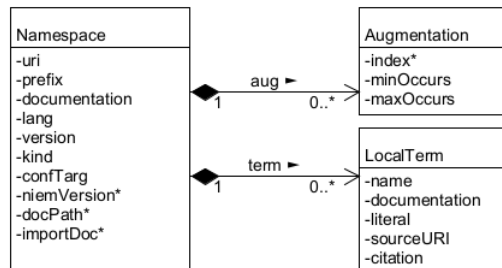 Namespace
-uri
-prefix
-documentation
-lang
-version
-kind
-confTarg
-niemVersion*
-docPath*
-importDoc*
aug ►
1
0..*
term ►
1
0..*
Augmentation
-index*
-minOccurs
-maxOccurs
LocalTerm
-name
-documentation
-literal
-sourceURI
-citation